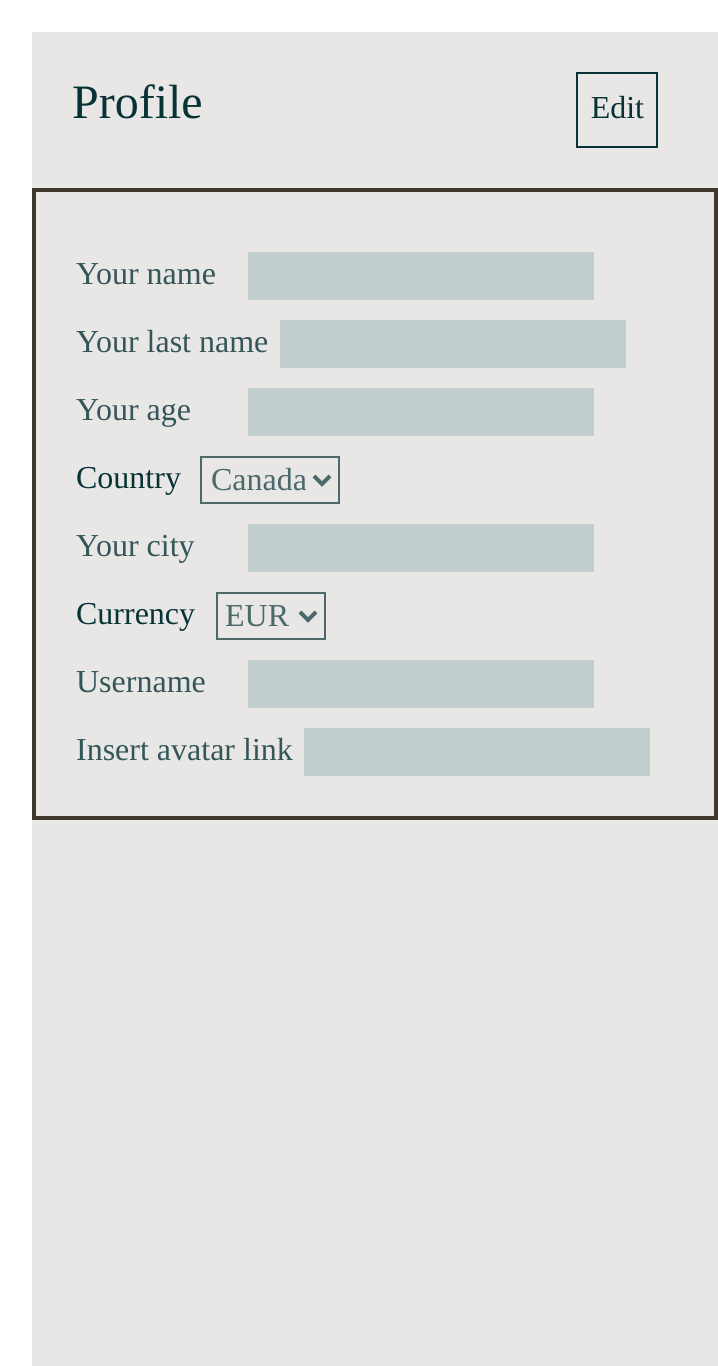 Profile
Edit
Your name
Your last name
Your age
Country Canada
Your city
Currency EUR
Username
Insert avatar link